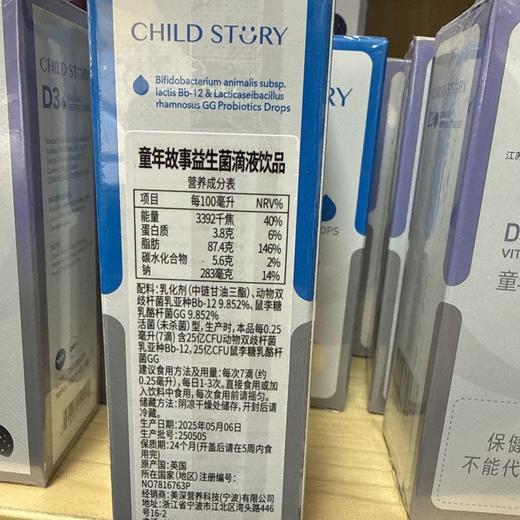 CHILD STORY
Bifidobacterium animalis subsp.
lactis Bb-12 & Lacticaseibacillus
rhamnosus GG Probiotics Drops
童年故事益生菌滴液饮品
营养成分表
项目 每100毫升 NRV%
能量 3392千焦 40%
蛋白质 3.8克 6%
脂肪 87.4克 146%
碳水化合物 5.6克 2%
钠 283毫克 14%
配料:乳化剂(中链甘油三酯)、动物双
歧杆菌乳亚种Bb-12 9.852%、鼠李糖
乳酪杆菌GG 9.852%
活菌(未杀菌)型,生产时,本品每0.25
毫升(7滴)含25亿CFU动物双歧杆菌
乳亚种Bb-12,25亿CFU鼠李糖乳酪杆
菌GG
建议食用方法及用量:每次7滴(约
0.25毫升),每日1-3次。直接食用或加
入饮料中食用,每次食用前请摇匀。
储藏方法:阴凉干燥处储存,开封后请
冷藏。
生产日期:2025年05月06日
生产批号:250505
保质期:24个月(开盖后请在5周内食
用完)
原产国:英国
所在国家(地区)注册编号:
NO7816763P
经销商:美深营养科技(宁波)有限公司
地址:浙江省宁波市江北区湾头路446
号16-2
CHILD STORY
D3
RY
OPS
D3
江苏
D
VIT
童年
保健
不能代